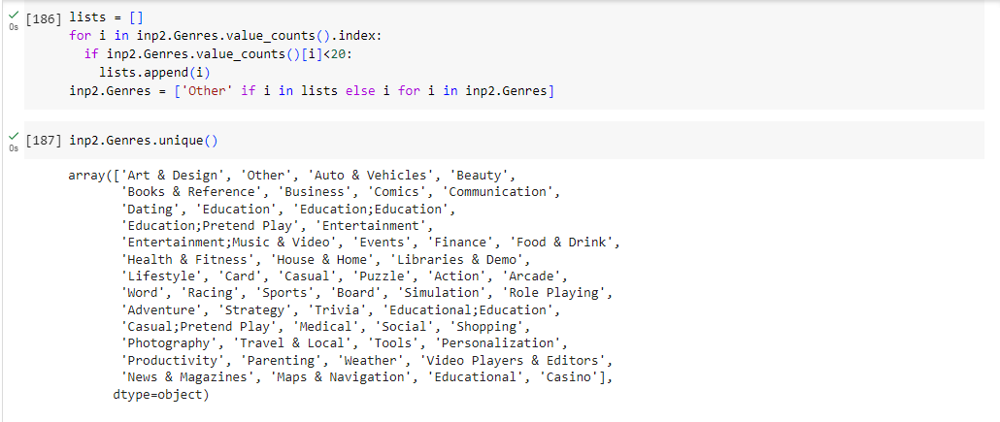 [186] lists = []
for i in inp2.Genres.value_counts().index:
  if inp2.Genres.value_counts()[i]<20:
    lists.append(i)
inp2.Genres = ['Other' if i in lists else i for i in inp2.Genres]
0s
[187] inp2.Genres.unique()
0s
array(['Art & Design', 'Other', 'Auto & Vehicles', 'Beauty',
       'Books & Reference', 'Business', 'Comics', 'Communication',
       'Dating', 'Education', 'Education;Education',
       'Education;Pretend Play', 'Entertainment',
       'Entertainment;Music & Video', 'Events', 'Finance', 'Food & Drink',
       'Health & Fitness', 'House & Home', 'Libraries & Demo',
       'Lifestyle', 'Card', 'Casual', 'Puzzle', 'Action', 'Arcade',
       'Word', 'Racing', 'Sports', 'Board', 'Simulation', 'Role Playing',
       'Adventure', 'Strategy', 'Trivia', 'Educational;Education',
       'Casual;Pretend Play', 'Medical', 'Social', 'Shopping',
       'Photography', 'Travel & Local', 'Tools', 'Personalization',
       'Productivity', 'Parenting', 'Weather', 'Video Players & Editors',
       'News & Magazines', 'Maps & Navigation', 'Educational', 'Casino'],
      dtype=object)